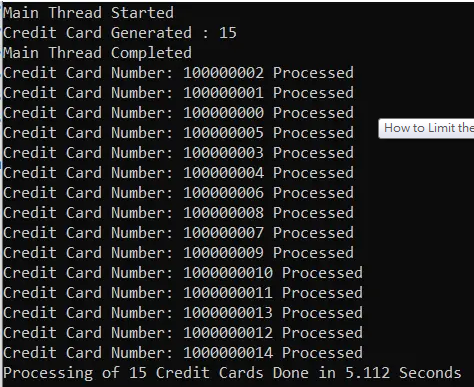 Main Thread Started
Credit Card Generated : 15
Main Thread Completed
Credit Card Number: 100000002 Processed
Credit Card Number: 100000001 Processed
Credit Card Number: 100000000 Processed
Credit Card Number: 100000005 Processed
How to Limit the
Credit Card Number: 100000003 Processed
Credit Card Number: 100000004 Processed
Credit Card Number: 100000006 Processed
Credit Card Number: 100000008 Processed
Credit Card Number: 100000007 Processed
Credit Card Number: 100000009 Processed
Credit Card Number: 1000000010 Processed
Credit Card Number: 1000000011 Processed
Credit Card Number: 1000000013 Processed
Credit Card Number: 1000000012 Processed
Credit Card Number: 1000000014 Processed
Processing of 15 Credit Cards Done in 5.112 Seconds